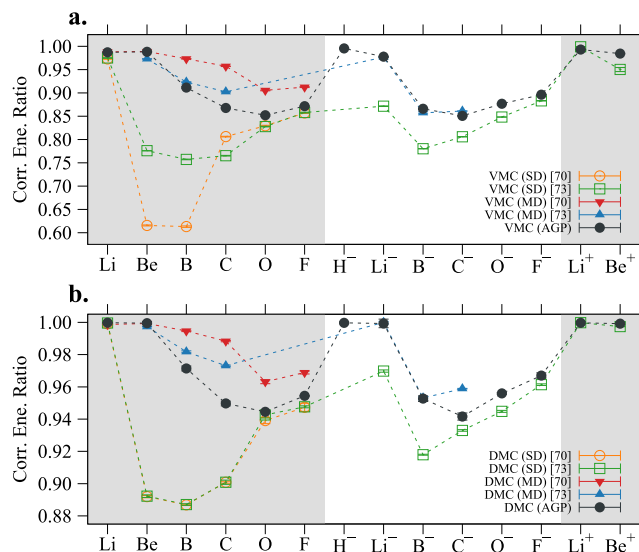 a.
Corr. Ene. Ratio
1.00
0.95
0.90
0.85
0.80
0.75
0.70
0.65
0.60
VMC (SD) [70]
VMC (SD) [73]
VMC (MD) [70]
VMC (MD) [73]
VMC (AGP)
Li Be B C O F H⁻ Li⁻ B⁻ C⁻ O⁻ F⁻ Li⁺ Be⁺
b.
Corr. Ene. Ratio
1.00
0.98
0.96
0.94
0.92
0.90
0.88
DMC (SD) [70]
DMC (SD) [73]
DMC (MD) [70]
DMC (MD) [73]
DMC (AGP)
Li Be B C O F H⁻ Li⁻ B⁻ C⁻ O⁻ F⁻ Li⁺ Be⁺